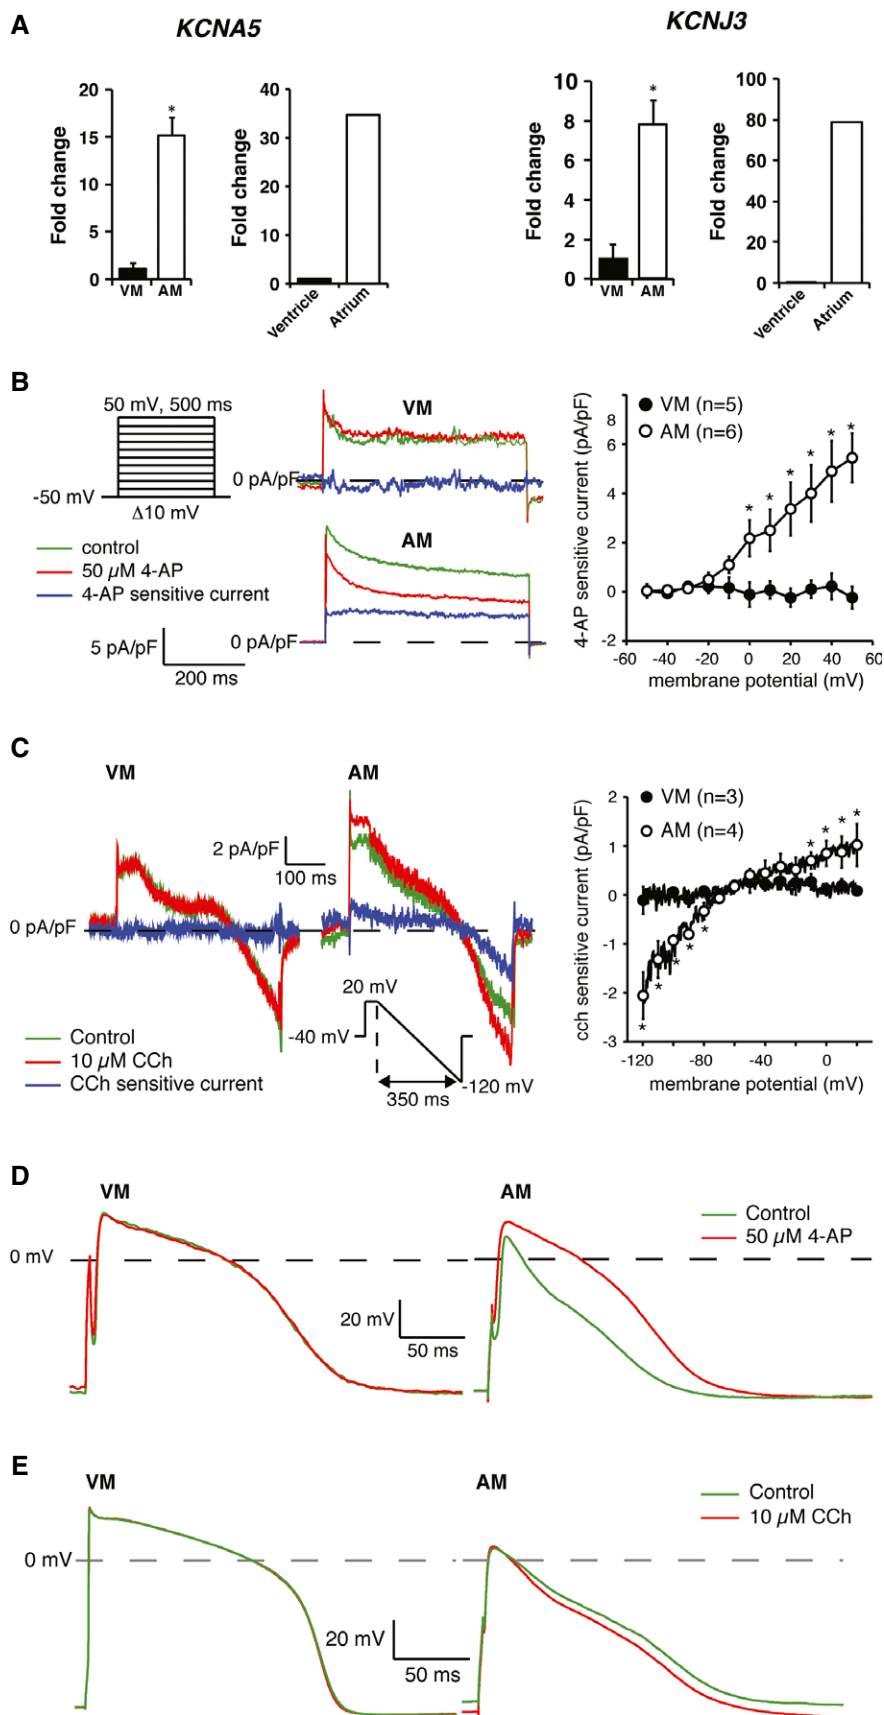 A
KCNA5
KCNJ3
Fold change
20
15
10
5
0
*
VM
AM
Fold change
40
30
20
10
0
Ventricle
Atrium
Fold change
10
8
6
4
2
0
*
VM
AM
Fold change
100
80
60
40
20
0
Ventricle
Atrium
B
50 mV, 500 ms
-50 mV
Δ10 mV
control
50 µM 4-AP
4-AP sensitive current
5 pA/pF
200 ms
VM
0 pA/pF
AM
0 pA/pF
4-AP sensitive current (pA/pF)
8
6
4
2
0
-2
VM (n=5)
AM (n=6)
* * * * * *
-60 -40 -20 0 20 40 60
membrane potential (mV)
C
VM
AM
2 pA/pF
100 ms
0 pA/pF
20 mV
-40 mV
-120 mV
350 ms
Control
10 µM CCh
CCh sensitive current
cch sensitive current (pA/pF)
2
1
0
-1
-2
-3
VM (n=3)
AM (n=4)
* * * *
* * * * *
-120 -80 -40 0
membrane potential (mV)
D
VM
AM
Control
50 µM 4-AP
0 mV
20 mV
50 ms
E
VM
AM
Control
10 µM CCh
0 mV
20 mV
50 ms